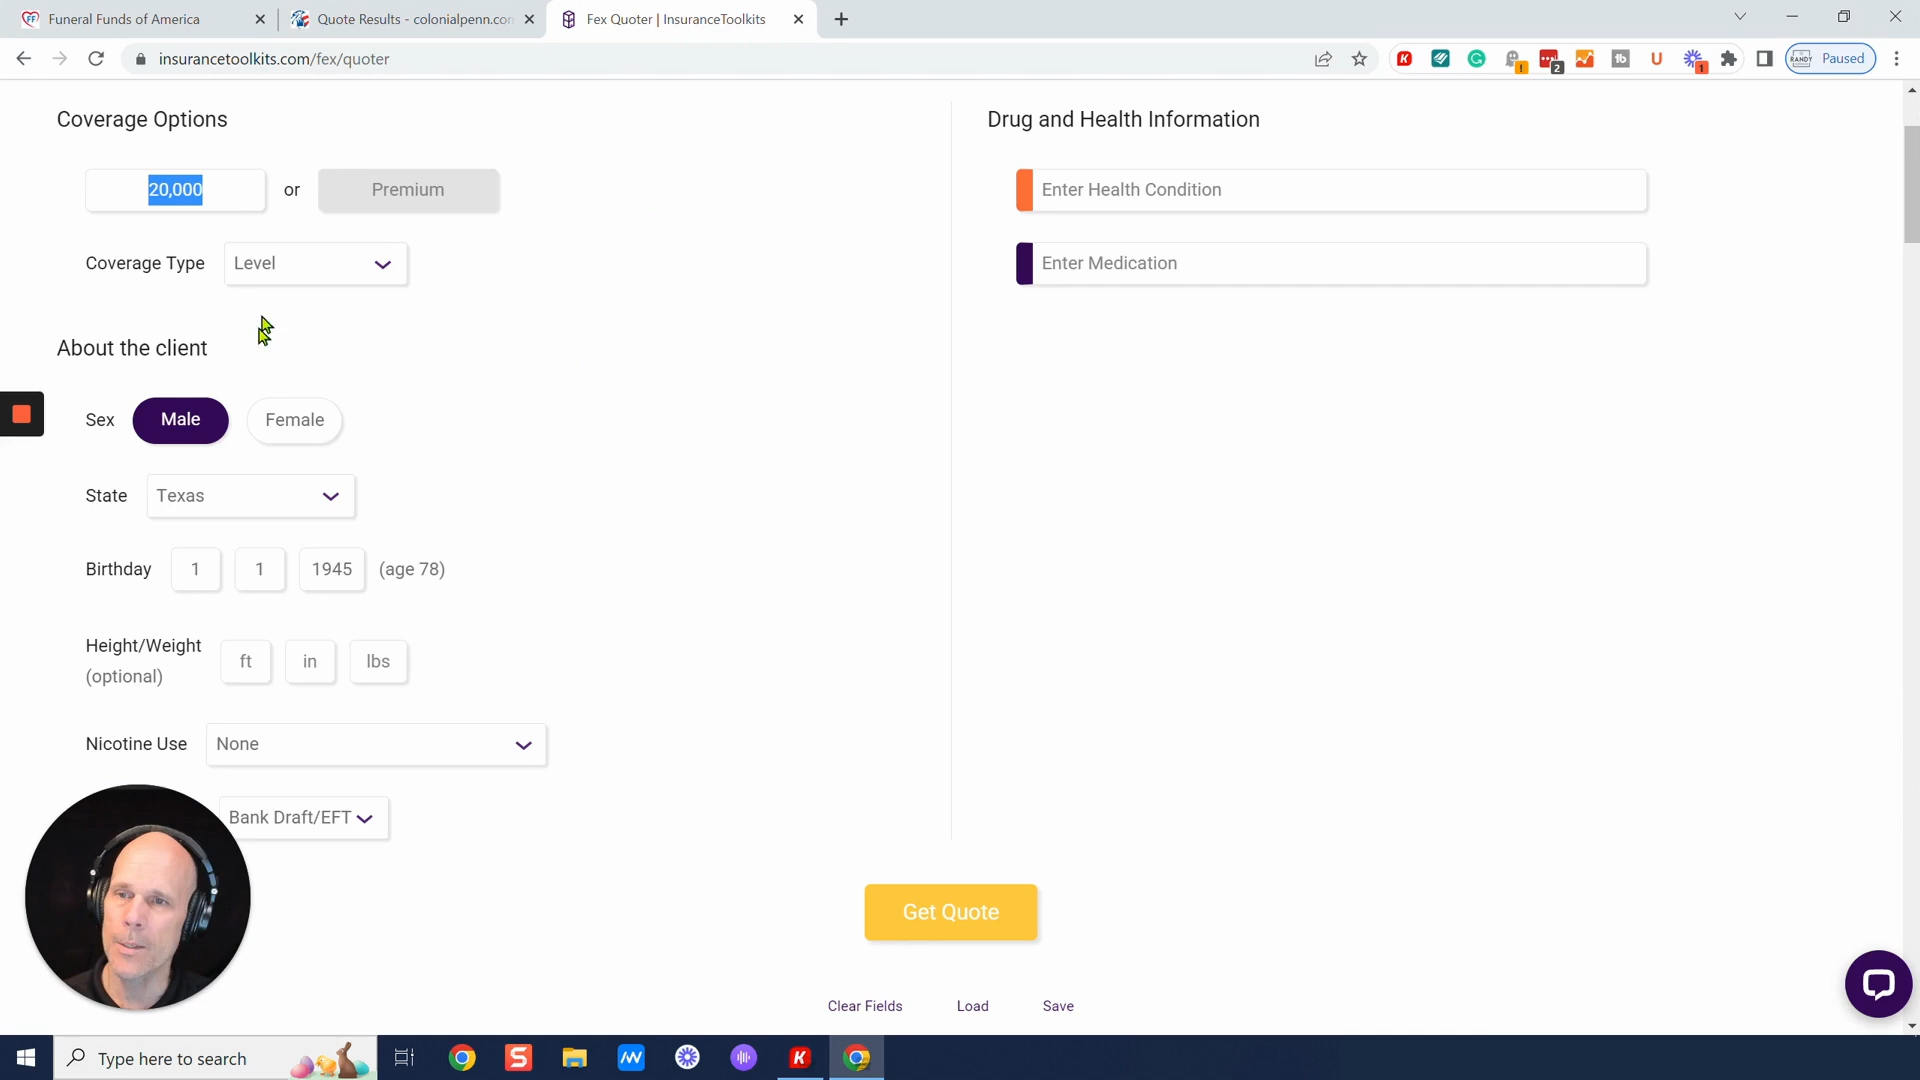 Funeral Funds of America
Quote Results - colonialpenn.con
Fex Quoter | InsuranceToolkits
insurancetoolkits.com/fex/quoter
RANDY Paused
Coverage Options
Drug and Health Information
20,000 or Premium
Enter Health Condition
Coverage Type Level
Enter Medication
About the client
Sex Male Female
State Texas
Birthday 1 1 1945 (age 78)
Height/Weight
(optional)
ft in lbs
Nicotine Use None
Bank Draft/EFT
Get Quote
Clear Fields Load Save
Type here to search